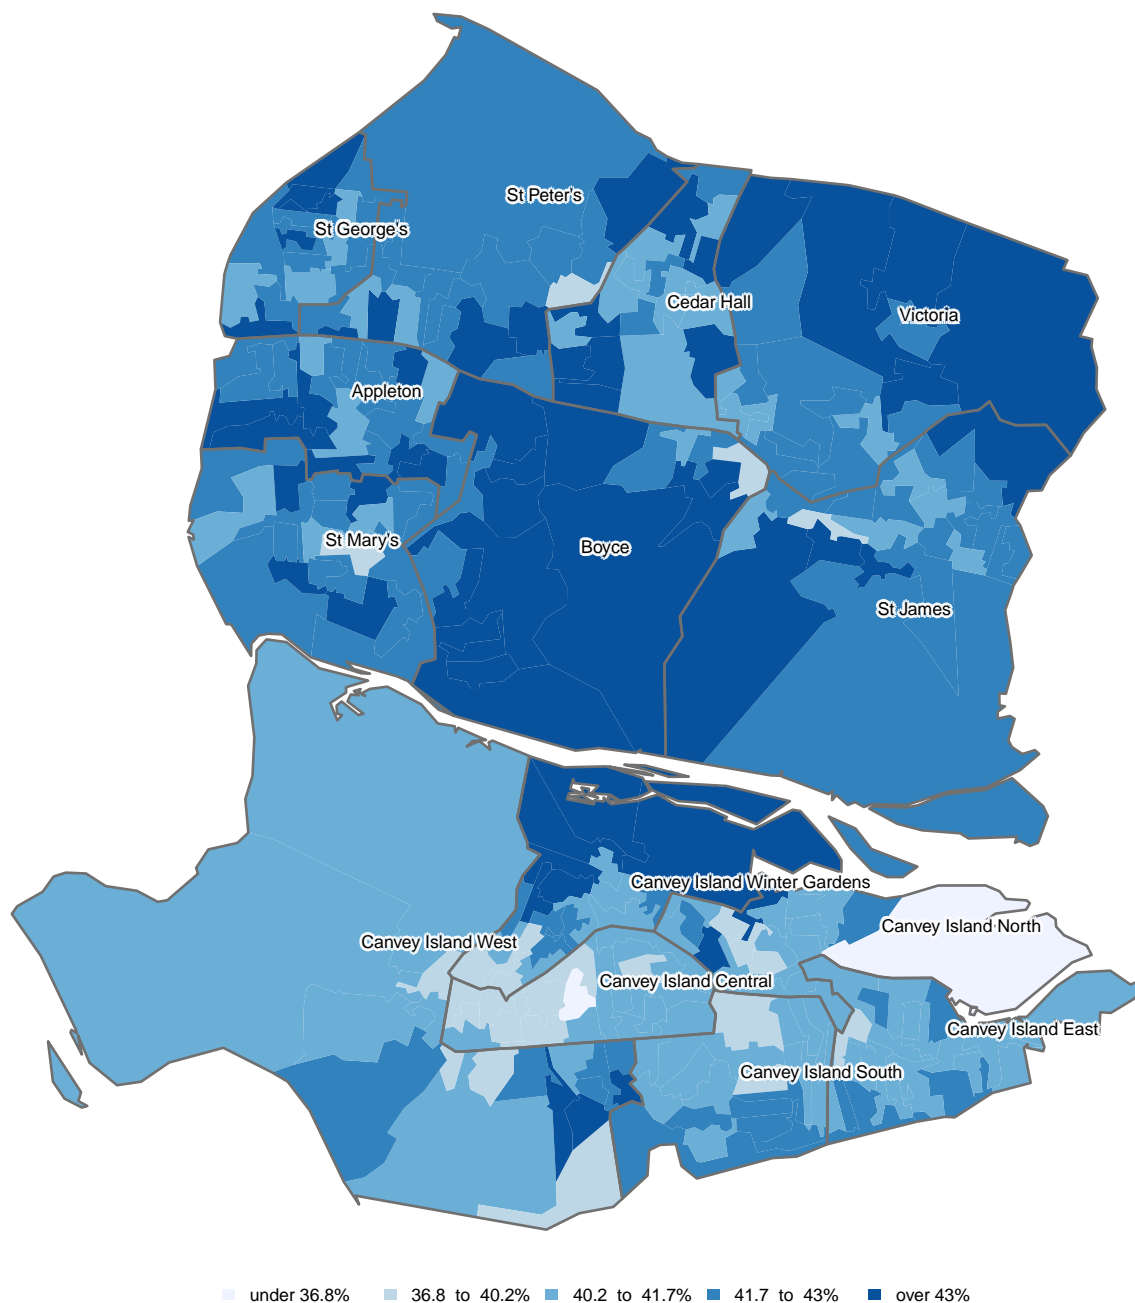 St Peter's
St George's
Cedar Hall
Victoria
Appleton
St Mary's
Boyce
St James
Canvey Island Winter Gardens
Canvey Island North
Canvey Island West
Canvey Island Central
Canvey Island East
Canvey Island South
under 36.8% 36.8 to 40.2% 40.2 to 41.7% 41.7 to 43% over 43%